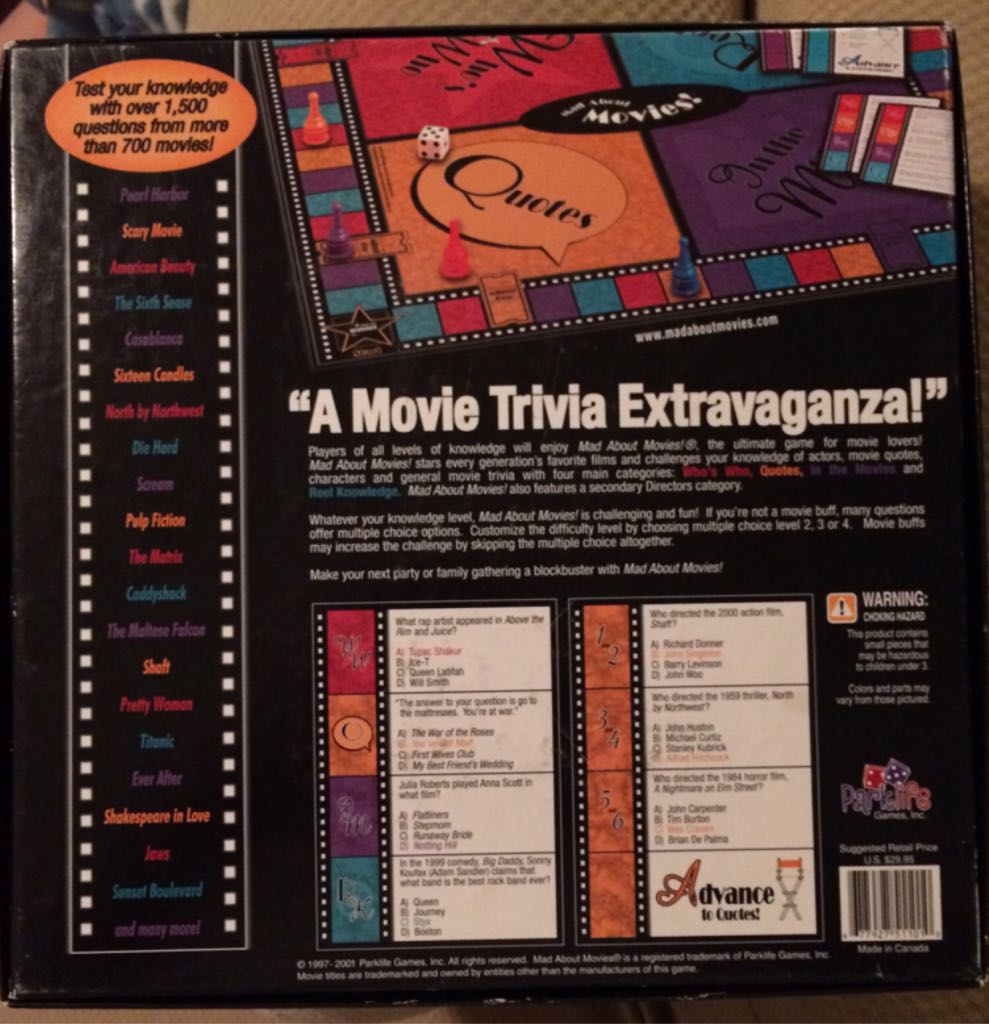 Test your knowledge
with over 1,500
questions from more
than 700 movies!
Pearl Harbor
Scary Movie
American Beauty
The Sixth Sense
Casablanca
Sixteen Candles
North by Northwest
Die Hard
Scream
Pulp Fiction
The Matrix
Caddyshack
The Maltese Falcon
Shaft
Pretty Woman
Titanic
Ever After
Shakespeare in Love
Jaws
Sunset Boulevard
and many more!
Who's
Who
Mad About
Movies!
Advance
Quotes
In the
M
www.madaboutmovies.com
"A Movie Trivia Extravaganza!"
Players of all levels of knowledge will enjoy Mad About Movies!®, the ultimate game for movie lovers!
Mad About Movies! stars every generation's favorite films and challenges your knowledge of actors, movie quotes,
characters and general movie trivia with four main categories: Who's Who, Quotes, In the Movies and
Reel Knowledge. Mad About Movies! also features a secondary Directors category.
Whatever your knowledge level, Mad About Movies! is challenging and fun! If you're not a movie buff, many questions
offer multiple choice options. Customize the difficulty level by choosing multiple choice level 2, 3 or 4. Movie buffs
may increase the challenge by skipping the multiple choice altogether.
Make your next party or family gathering a blockbuster with Mad About Movies!
WW
What rap artist appeared in Above the
Rim and Juice?
A) Tupac Shakur
B) Ice-T
C) Queen Latifah
D) Will Smith
Q
"The answer to your question is go to
the mattresses. You're at war."
A) The War of the Roses
B) You've Got Mail
C) First Wives Club
D) My Best Friend's Wedding
Julia Roberts played Anna Scott in
what film?
A) Flatliners
B) Stepmom
C) Runaway Bride
D) Notting Hill
In the 1999 comedy, Big Daddy, Sonny
Koufax (Adam Sandler) claims that
what band is the best rock band ever?
A) Queen
B) Journey
C) Styx
D) Boston
1-2
Who directed the 2000 action film,
Shaft?
A) Richard Donner
B) John Singleton
C) Barry Levinson
D) John Woo
3-4
Who directed the 1959 thriller, North
by Northwest?
A) John Huston
B) Michael Curtiz
C) Stanley Kubrick
D) Alfred Hitchcock
5-6
Who directed the 1984 horror film,
A Nightmare on Elm Street?
A) John Carpenter
B) Tim Burton
C) Wes Craven
D) Brian De Palma
Advance
to Quotes!
WARNING:
CHOKING HAZARD
This product contains
small pieces that
may be hazardous
to children under 3.
Colors and parts may
vary from those pictured.
Parklife
Games, Inc.
Suggested Retail Price
U.S. $29.95
Made in Canada
© 1997- 2001 Parklife Games, Inc. All rights reserved. Mad About Movies® is a registered trademark of Parklife Games, Inc.
Movie titles are trademarked and owned by entities other than the manufacturers of this game.